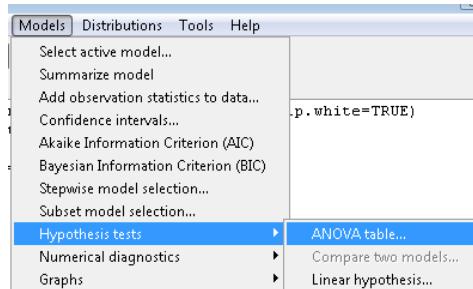 Models Distributions Tools Help
Select active model...
Summarize model
Add observation statistics to data...
Confidence intervals...
p.white=TRUE)
Akaike Information Criterion (AIC)
Bayesian Information Criterion (BIC)
Stepwise model selection...
Subset model selection...
Hypothesis tests
ANOVA table...
Numerical diagnostics
Compare two models...
Graphs
Linear hypothesis...